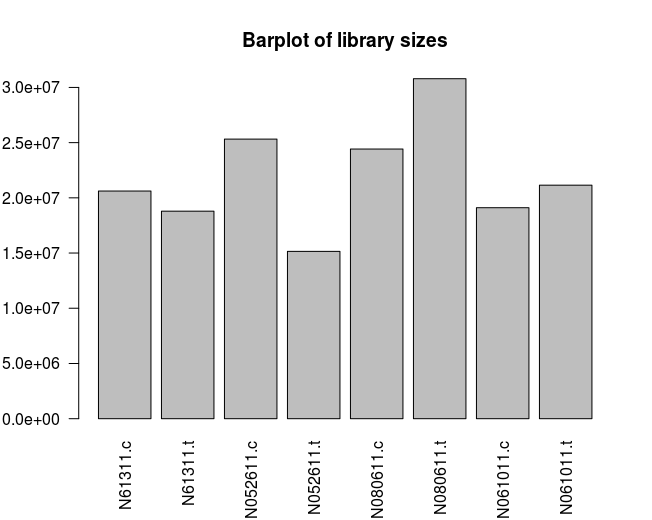 Barplot of library sizes
3.0e+07
2.5e+07
2.0e+07
1.5e+07
1.0e+07
5.0e+06
0.0e+00
N61311.c
N61311.t
N052611.c
N052611.t
N080611.c
N080611.t
N061011.c
N061011.t